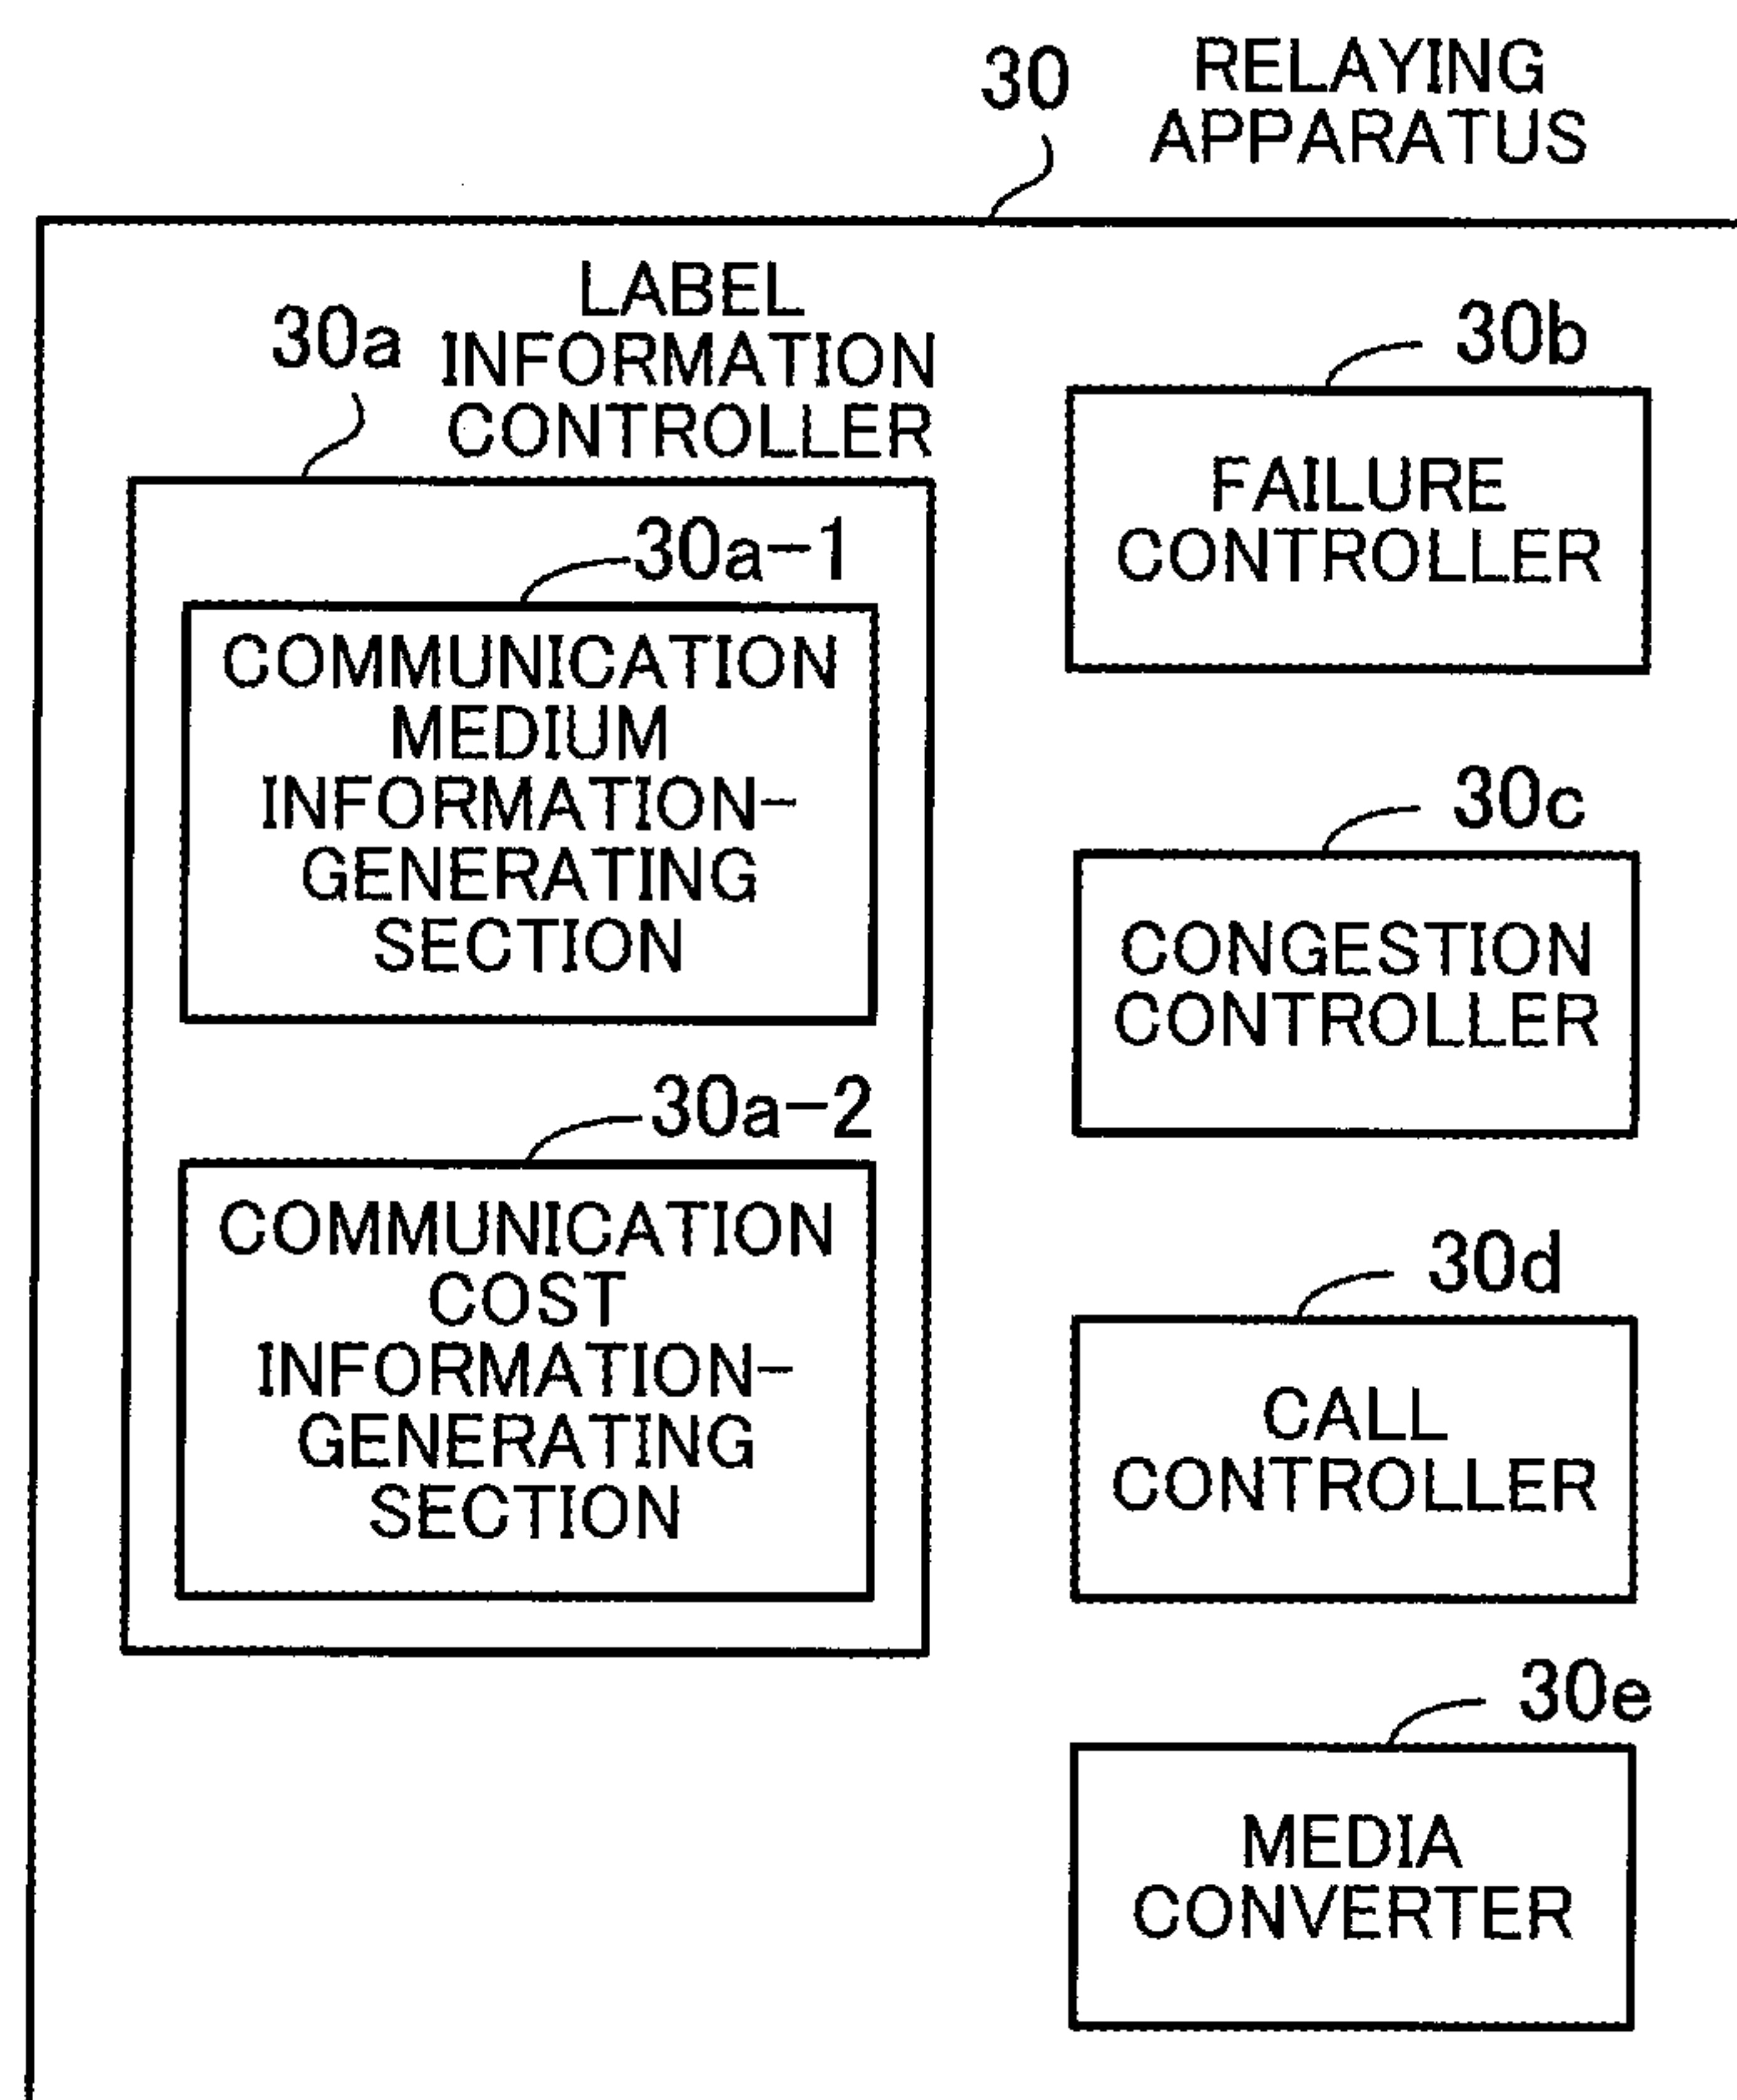 30
RELAYING
APPARATUS
30a
LABEL
INFORMATION
CONTROLLER
30a-1
COMMUNICATION
MEDIUM
INFORMATION-
GENERATING
SECTION
30a-2
COMMUNICATION
COST
INFORMATION-
GENERATING
SECTION
30b
FAILURE
CONTROLLER
30c
CONGESTION
CONTROLLER
30d
CALL
CONTROLLER
30e
MEDIA
CONVERTER